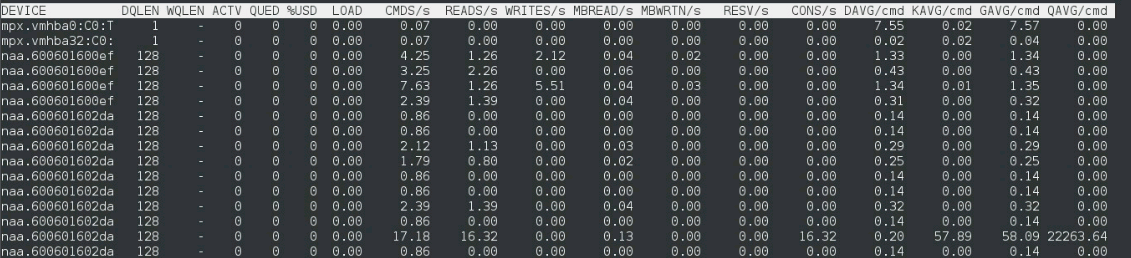 DEVICE DQLEN WQLEN ACTV QUED %USD LOAD CMDS/s READS/s WRITES/s MBREAD/s MBWRTN/s RESV/s CONS/s DAVG/cmd KAVG/cmd GAVG/cmd QAVG/cmd
mpx.vmhba0:C0:T 1 - 0 0 0 0.00 0.07 0.00 0.00 0.00 0.00 0.00 0.00 7.55 0.02 7.57 0.00
mpx.vmhba32:C0: 1 - 0 0 0 0.00 0.07 0.00 0.00 0.00 0.00 0.00 0.00 0.02 0.02 0.04 0.00
naa.600601600ef 128 - 0 0 0 0.00 4.25 1.26 2.12 0.04 0.02 0.00 0.00 1.33 0.00 1.34 0.00
naa.600601600ef 128 - 0 0 0 0.00 3.25 2.26 0.00 0.06 0.00 0.00 0.00 0.43 0.00 0.43 0.00
naa.600601600ef 128 - 0 0 0 0.00 7.63 1.26 5.51 0.04 0.03 0.00 0.00 1.34 0.01 1.35 0.00
naa.600601600ef 128 - 0 0 0 0.00 2.39 1.39 0.00 0.04 0.00 0.00 0.00 0.31 0.00 0.32 0.00
naa.600601602da 128 - 0 0 0 0.00 0.86 0.00 0.00 0.00 0.00 0.00 0.00 0.14 0.00 0.14 0.00
naa.600601602da 128 - 0 0 0 0.00 0.86 0.00 0.00 0.00 0.00 0.00 0.00 0.14 0.00 0.14 0.00
naa.600601602da 128 - 0 0 0 0.00 2.12 1.13 0.00 0.03 0.00 0.00 0.00 0.29 0.00 0.29 0.00
naa.600601602da 128 - 0 0 0 0.00 1.79 0.80 0.00 0.02 0.00 0.00 0.00 0.25 0.00 0.25 0.00
naa.600601602da 128 - 0 0 0 0.00 0.86 0.00 0.00 0.00 0.00 0.00 0.00 0.14 0.00 0.14 0.00
naa.600601602da 128 - 0 0 0 0.00 0.86 0.00 0.00 0.00 0.00 0.00 0.00 0.14 0.00 0.14 0.00
naa.600601602da 128 - 0 0 0 0.00 2.39 1.39 0.00 0.04 0.00 0.00 0.00 0.32 0.00 0.32 0.00
naa.600601602da 128 - 0 0 0 0.00 0.86 0.00 0.00 0.00 0.00 0.00 0.00 0.14 0.00 0.14 0.00
naa.600601602da 128 - 0 0 0 0.00 17.18 16.32 0.00 0.13 0.00 0.00 16.32 0.20 57.89 58.09 22263.64
naa.600601602da 128 - 0 0 0 0.00 0.86 0.00 0.00 0.00 0.00 0.00 0.00 0.14 0.00 0.14 0.00